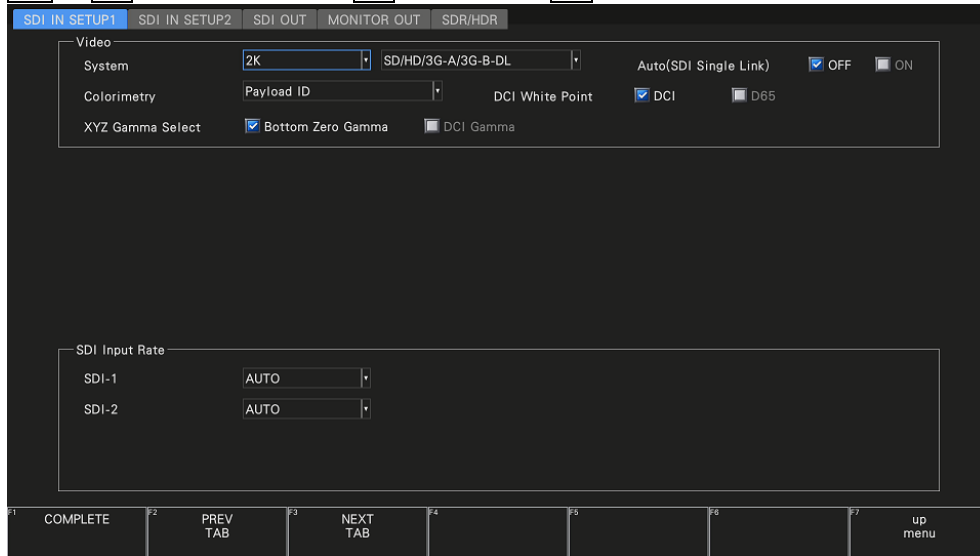 SDI IN SETUP1 SDI IN SETUP2 SDI OUT MONITOR OUT SDR/HDR
Video
System 2K SD/HD/3G-A/3G-B-DL Auto(SDI Single Link) OFF ON
Colorimetry Payload ID DCI White Point DCI D65
XYZ Gamma Select Bottom Zero Gamma DCI Gamma
SDI Input Rate
SDI-1 AUTO
SDI-2 AUTO
F1 COMPLETE F2 PREV TAB F3 NEXT TAB F4 F5 F6 F7 up menu